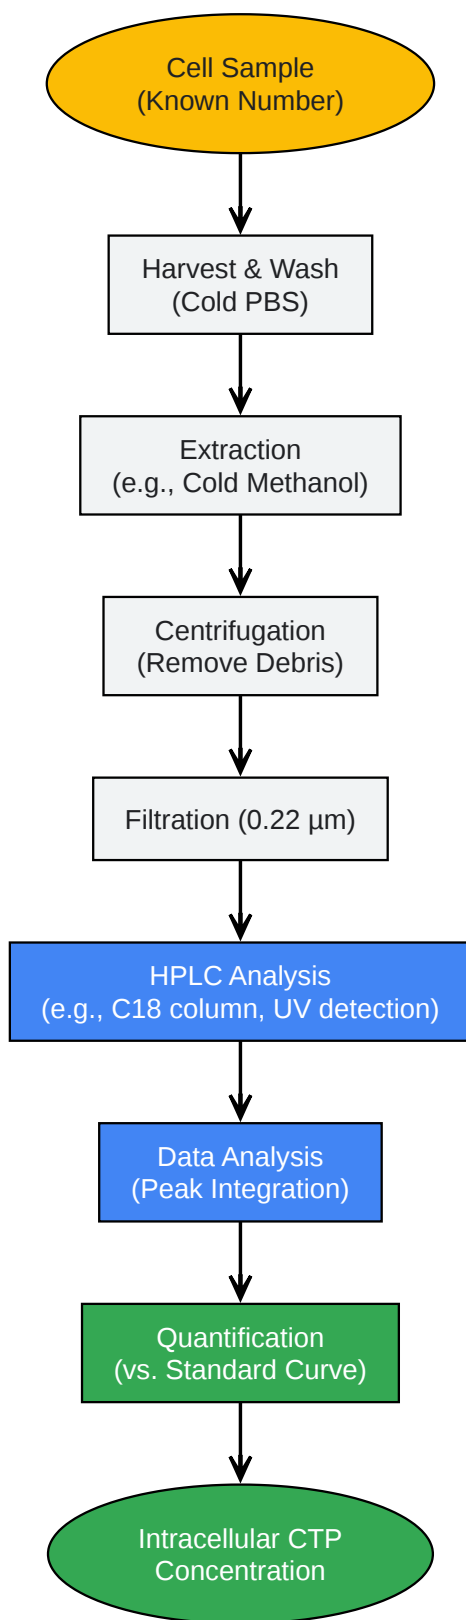 Cell Sample
(Known Number)
Harvest & Wash
(Cold PBS)
Extraction
(e.g., Cold Methanol)
Centrifugation
(Remove Debris)
Filtration (0.22 µm)
HPLC Analysis
(e.g., C18 column, UV detection)
Data Analysis
(Peak Integration)
Quantification
(vs. Standard Curve)
Intracellular CTP
Concentration